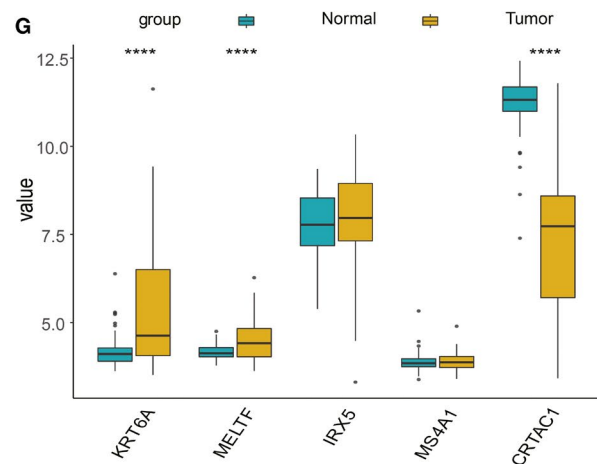 G
group Normal Tumor
**** **** ****
12.5
10.0
7.5
5.0
value
KRT6A
MELTF
IRX5
MS4A1
CRTAC1